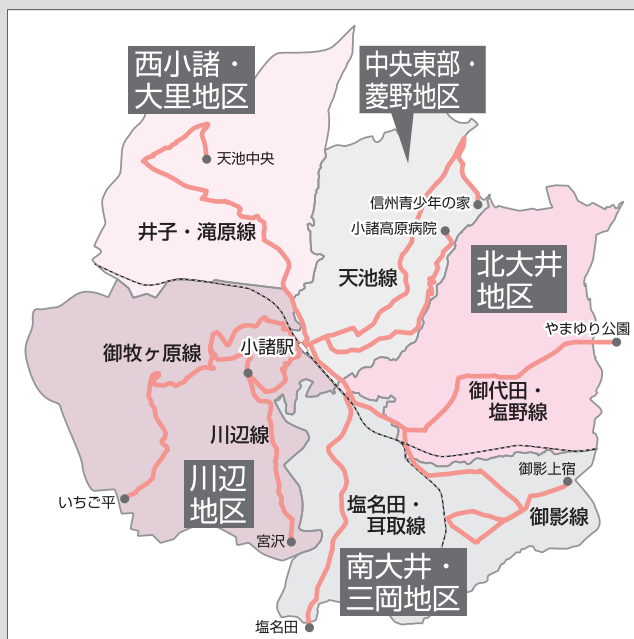 西小諸・
大里地区
中央東部・
菱野地区
天池中央
信州青少年の家
小諸高原病院
井子・滝原線
天池線
北大井
地区
やまゆり公園
小諸駅
御牧ヶ原線
御代田・
塩野線
川辺線
川辺
地区
いちご平
宮沢
塩名田・
耳取線
御影上宿
御影線
南大井・
三岡地区
塩名田